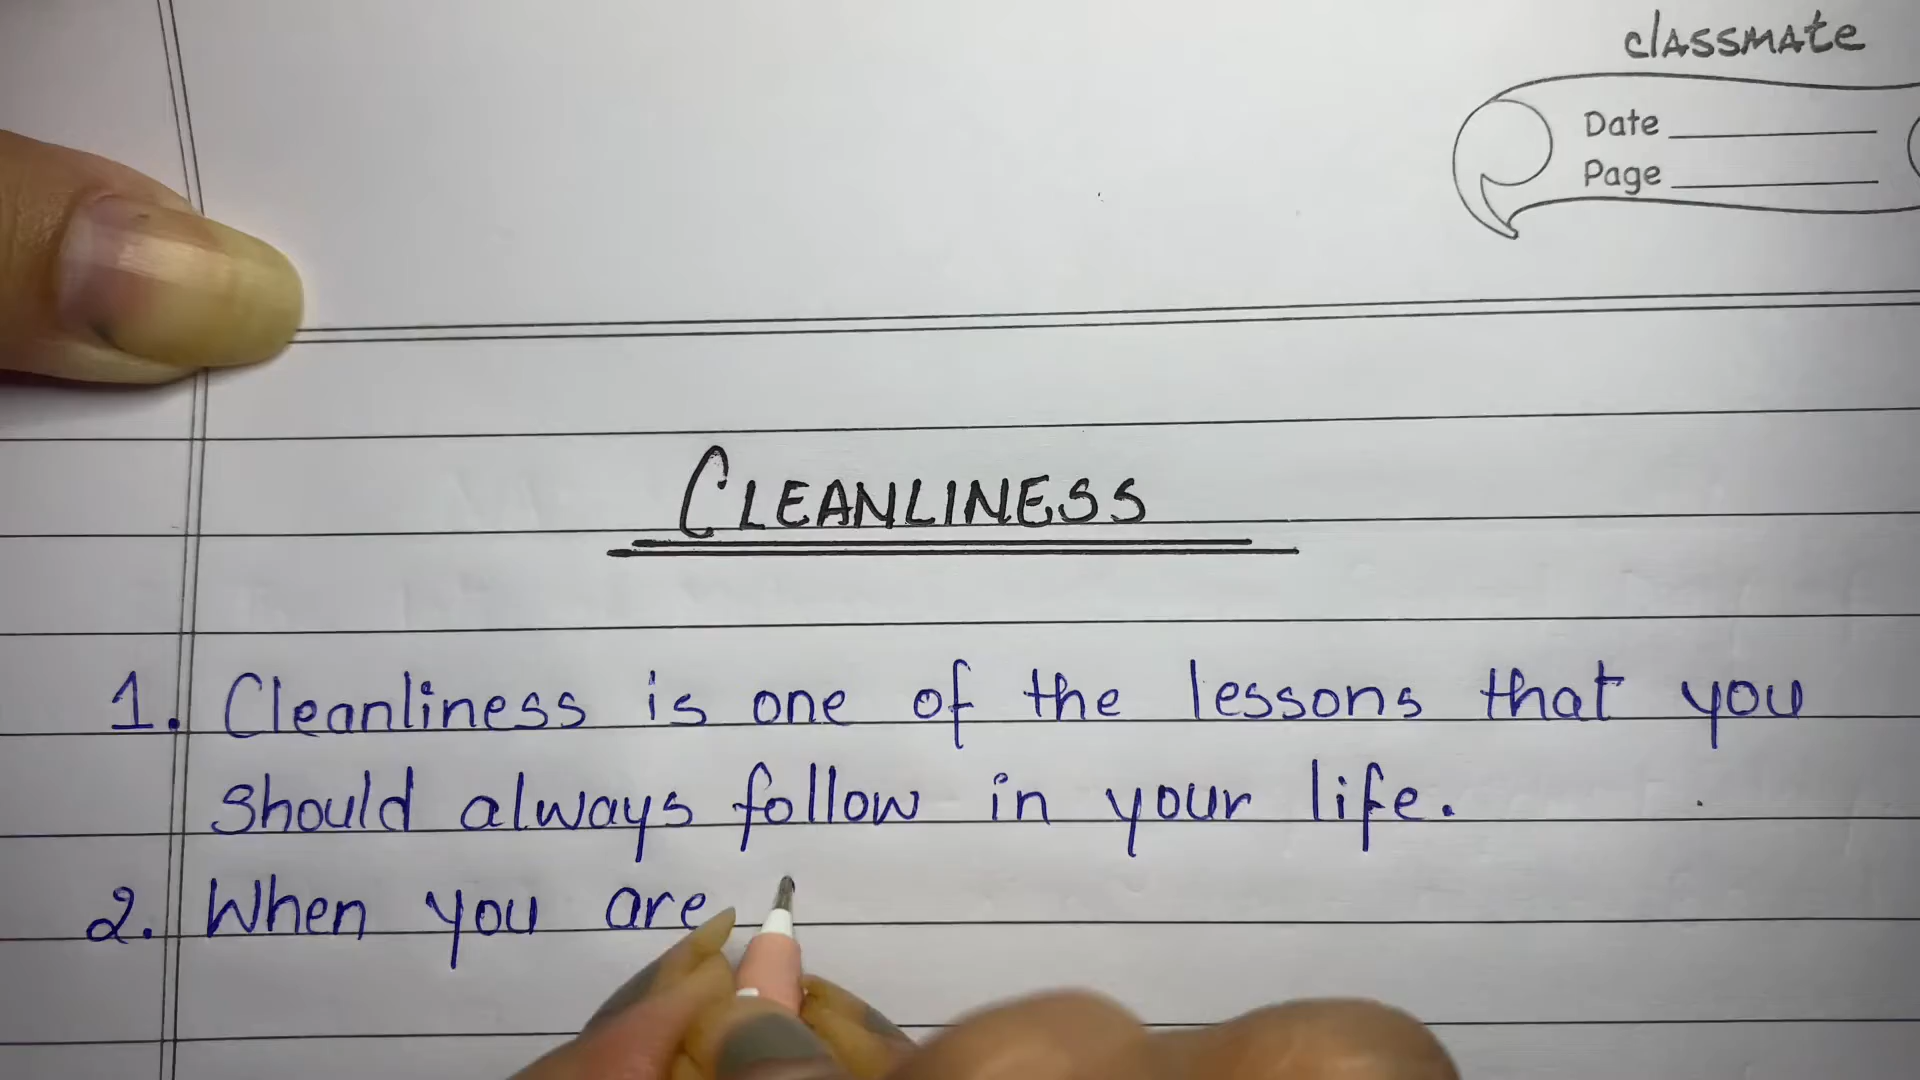 classmate
Date
Page
CLEANLINESS
1. Cleanliness is one of the lessons that you
should always follow in your life.
2. When you are